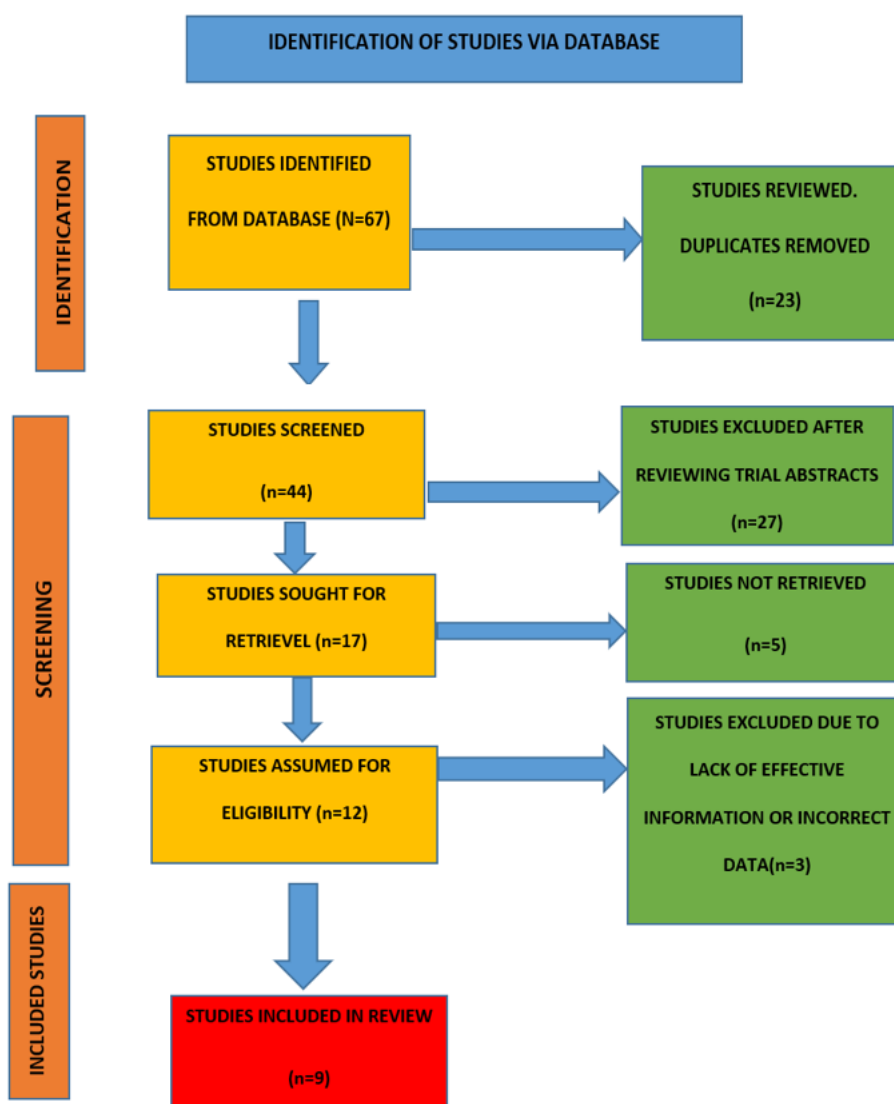 IDENTIFICATION OF STUDIES VIA DATABASE
IDENTIFICATION
STUDIES IDENTIFIED
FROM DATABASE (N=67)
STUDIES REVIEWED.
DUPLICATES REMOVED
(n=23)
SCREENING
STUDIES SCREENED
(n=44)
STUDIES EXCLUDED AFTER
REVIEWING TRIAL ABSTRACTS
(n=27)
STUDIES SOUGHT FOR
RETRIEVEL (n=17)
STUDIES NOT RETRIEVED
(n=5)
STUDIES ASSUMED FOR
ELIGIBILITY (n=12)
STUDIES EXCLUDED DUE TO
LACK OF EFFECTIVE
INFORMATION OR INCORRECT
DATA(n=3)
INCLUDED STUDIES
STUDIES INCLUDED IN REVIEW
(n=9)